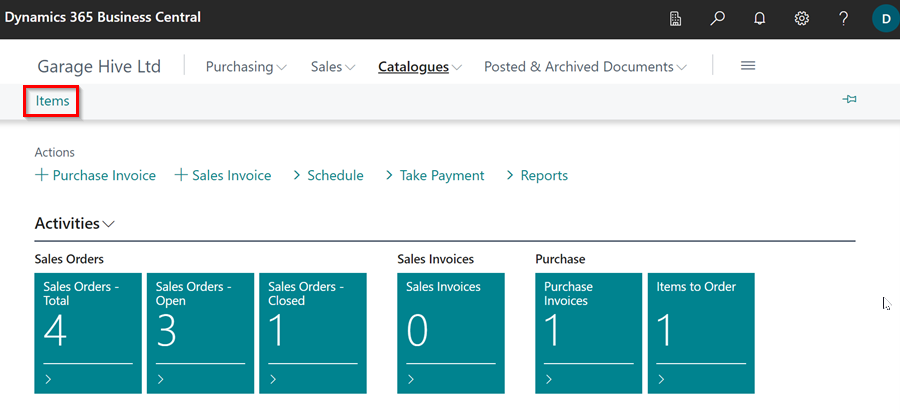 Dynamics 365 Business Central
?
D
Garage Hive Ltd
Purchasing
Sales
Catalogues
Posted & Archived Documents
Items
Actions
+ Purchase Invoice
+ Sales Invoice
> Schedule
> Take Payment
> Reports
Activities
Sales Orders
Sales Invoices
Purchase
Sales Orders -
Total
4
Sales Orders -
Open
3
Sales Orders -
Closed
1
Sales Invoices
0
Purchase
Invoices
1
Items to Order
1